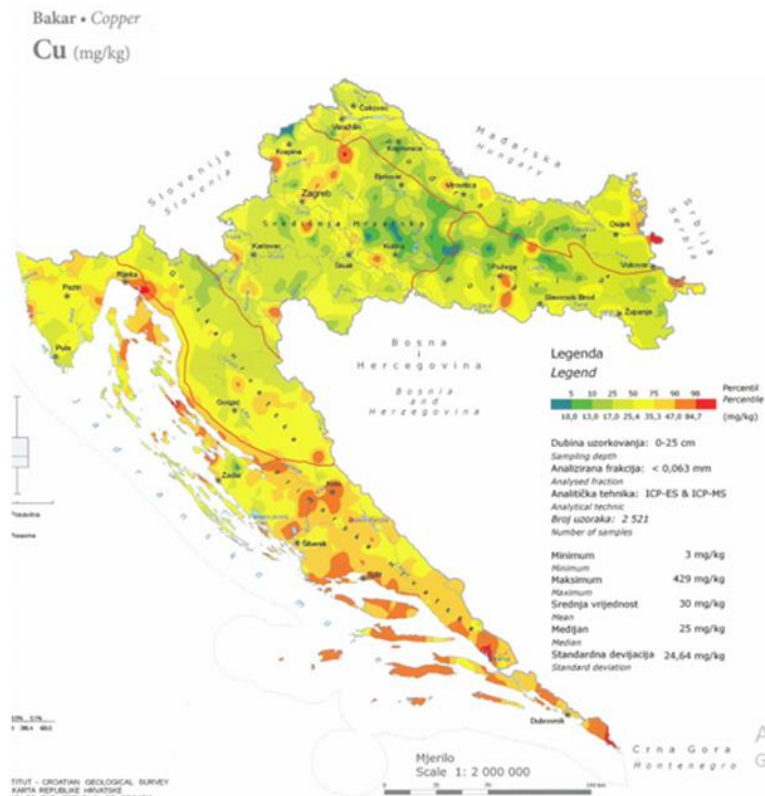 Bakar • Copper
Cu (mg/kg)
Slovenija
Slovenia
Mađarska
Hungary
Srbija
Serbia
Čakovec
Varaždin
Krapina
Koprivnica
Bjelovar
Virovitica
Zagreb
Središnja Hrvatska
Osijek
Karlovac
Sisak
Kutina
Vukovar
Požega
Slavonski Brod
Županja
Posavina
Rijeka
Pazin
Pula
Gospić
Zadar
Knin
Šibenik
Split
Dubrovnik
Bosna
i
Hercegovina
Bosnia
and
Herzegovina
Crna Gora
Montenegro
Legenda
Legend
5 10 25 50 75 90 98 Percentil
Percentile
10,0 13,0 17,0 25,4 35,3 47,0 84,7 (mg/kg)
Dubina uzorkovanja: 0-25 cm
Sampling depth
Analizirana frakcija: < 0,063 mm
Analysed fraction
Analitička tehnika: ICP-ES & ICP-MS
Analytical technic
Broj uzoraka: 2 521
Number of samples
Minimum 3 mg/kg
Minimum
Maksimum 429 mg/kg
Maximum
Srednja vrijednost 30 mg/kg
Mean
Medijan 25 mg/kg
Median
Standardna devijacija 24,64 mg/kg
Standard deviation
Mjerilo
Scale 1: 2 000 000
TITUT - CROATIAN GEOLOGICAL SURVEY
KARTA REPUBLIKE HRVATSKE